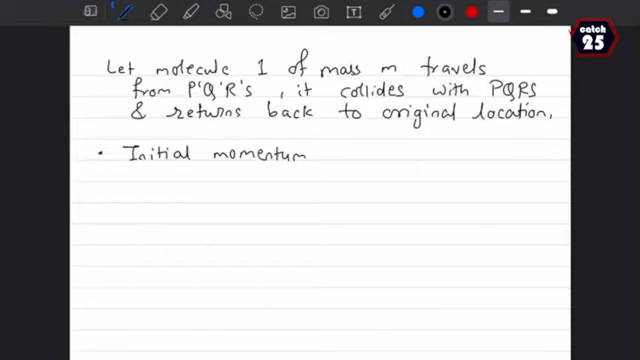 catch
25
Let molecule 1 of mass m travels
from P'Q'R's, it collides with PQRS
& returns back to original location.
• Initial momentum